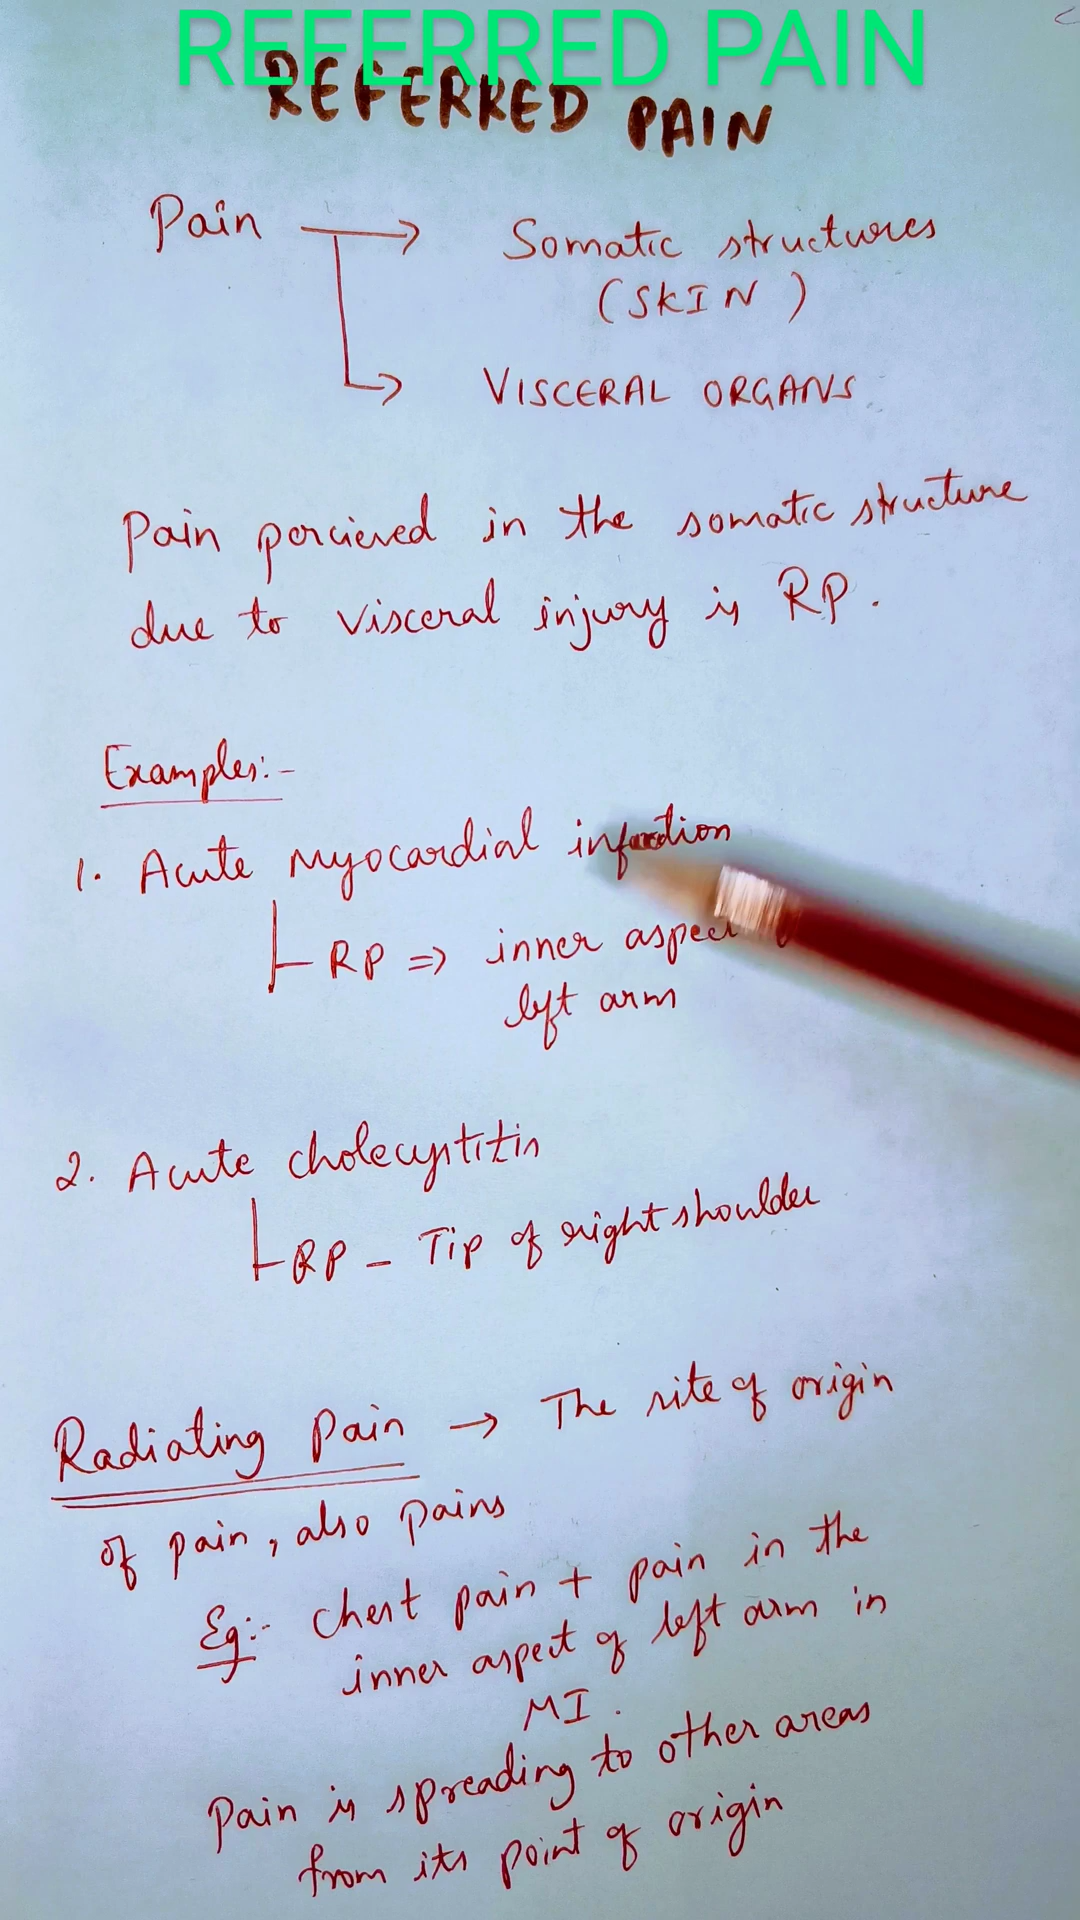 REFERRED PAIN
REFERRED PAIN
Pain → Somatic structures
(SKIN)
VISCERAL ORGANS
Pain percieved in the somatic structure
due to visceral injury is RP.
Examples:-
1. Acute Myocardial infarction
RP ⇒ inner aspect
left arm
2. Acute cholecystitis
RP - Tip of right shoulder
Radiating Pain → The site of origin
of pain, also pains
Eg:- Chest pain + pain in the
inner aspect of left arm in
MI.
Pain is spreading to other areas
from its point of origin